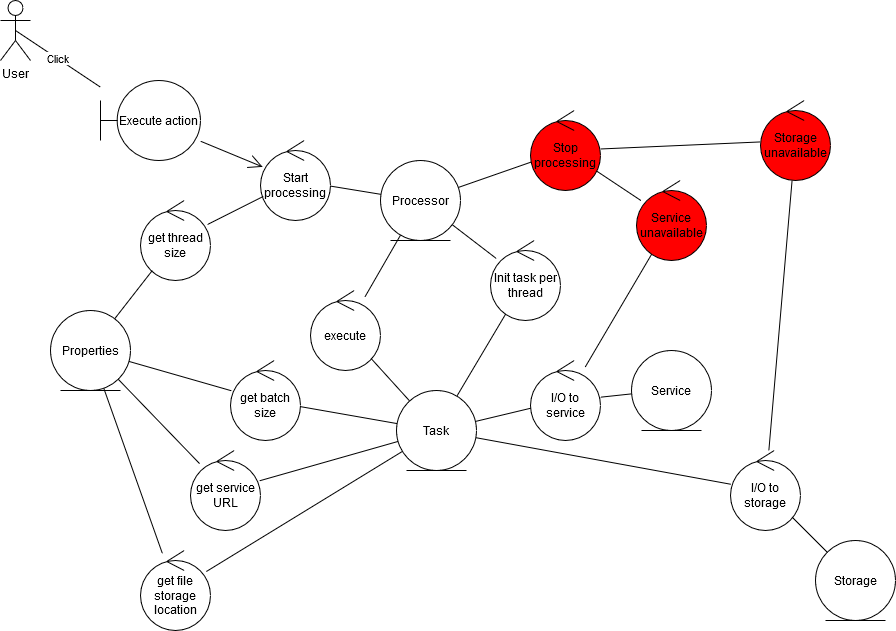 User
Click
Execute action
Start
processing
Processor
Stop
processing
Storage
unavailable
Service
unavailable
get thread
size
Init task per
thread
Properties
execute
get batch
size
Task
I/O to
service
Service
get service
URL
I/O to
storage
get file
storage
location
Storage